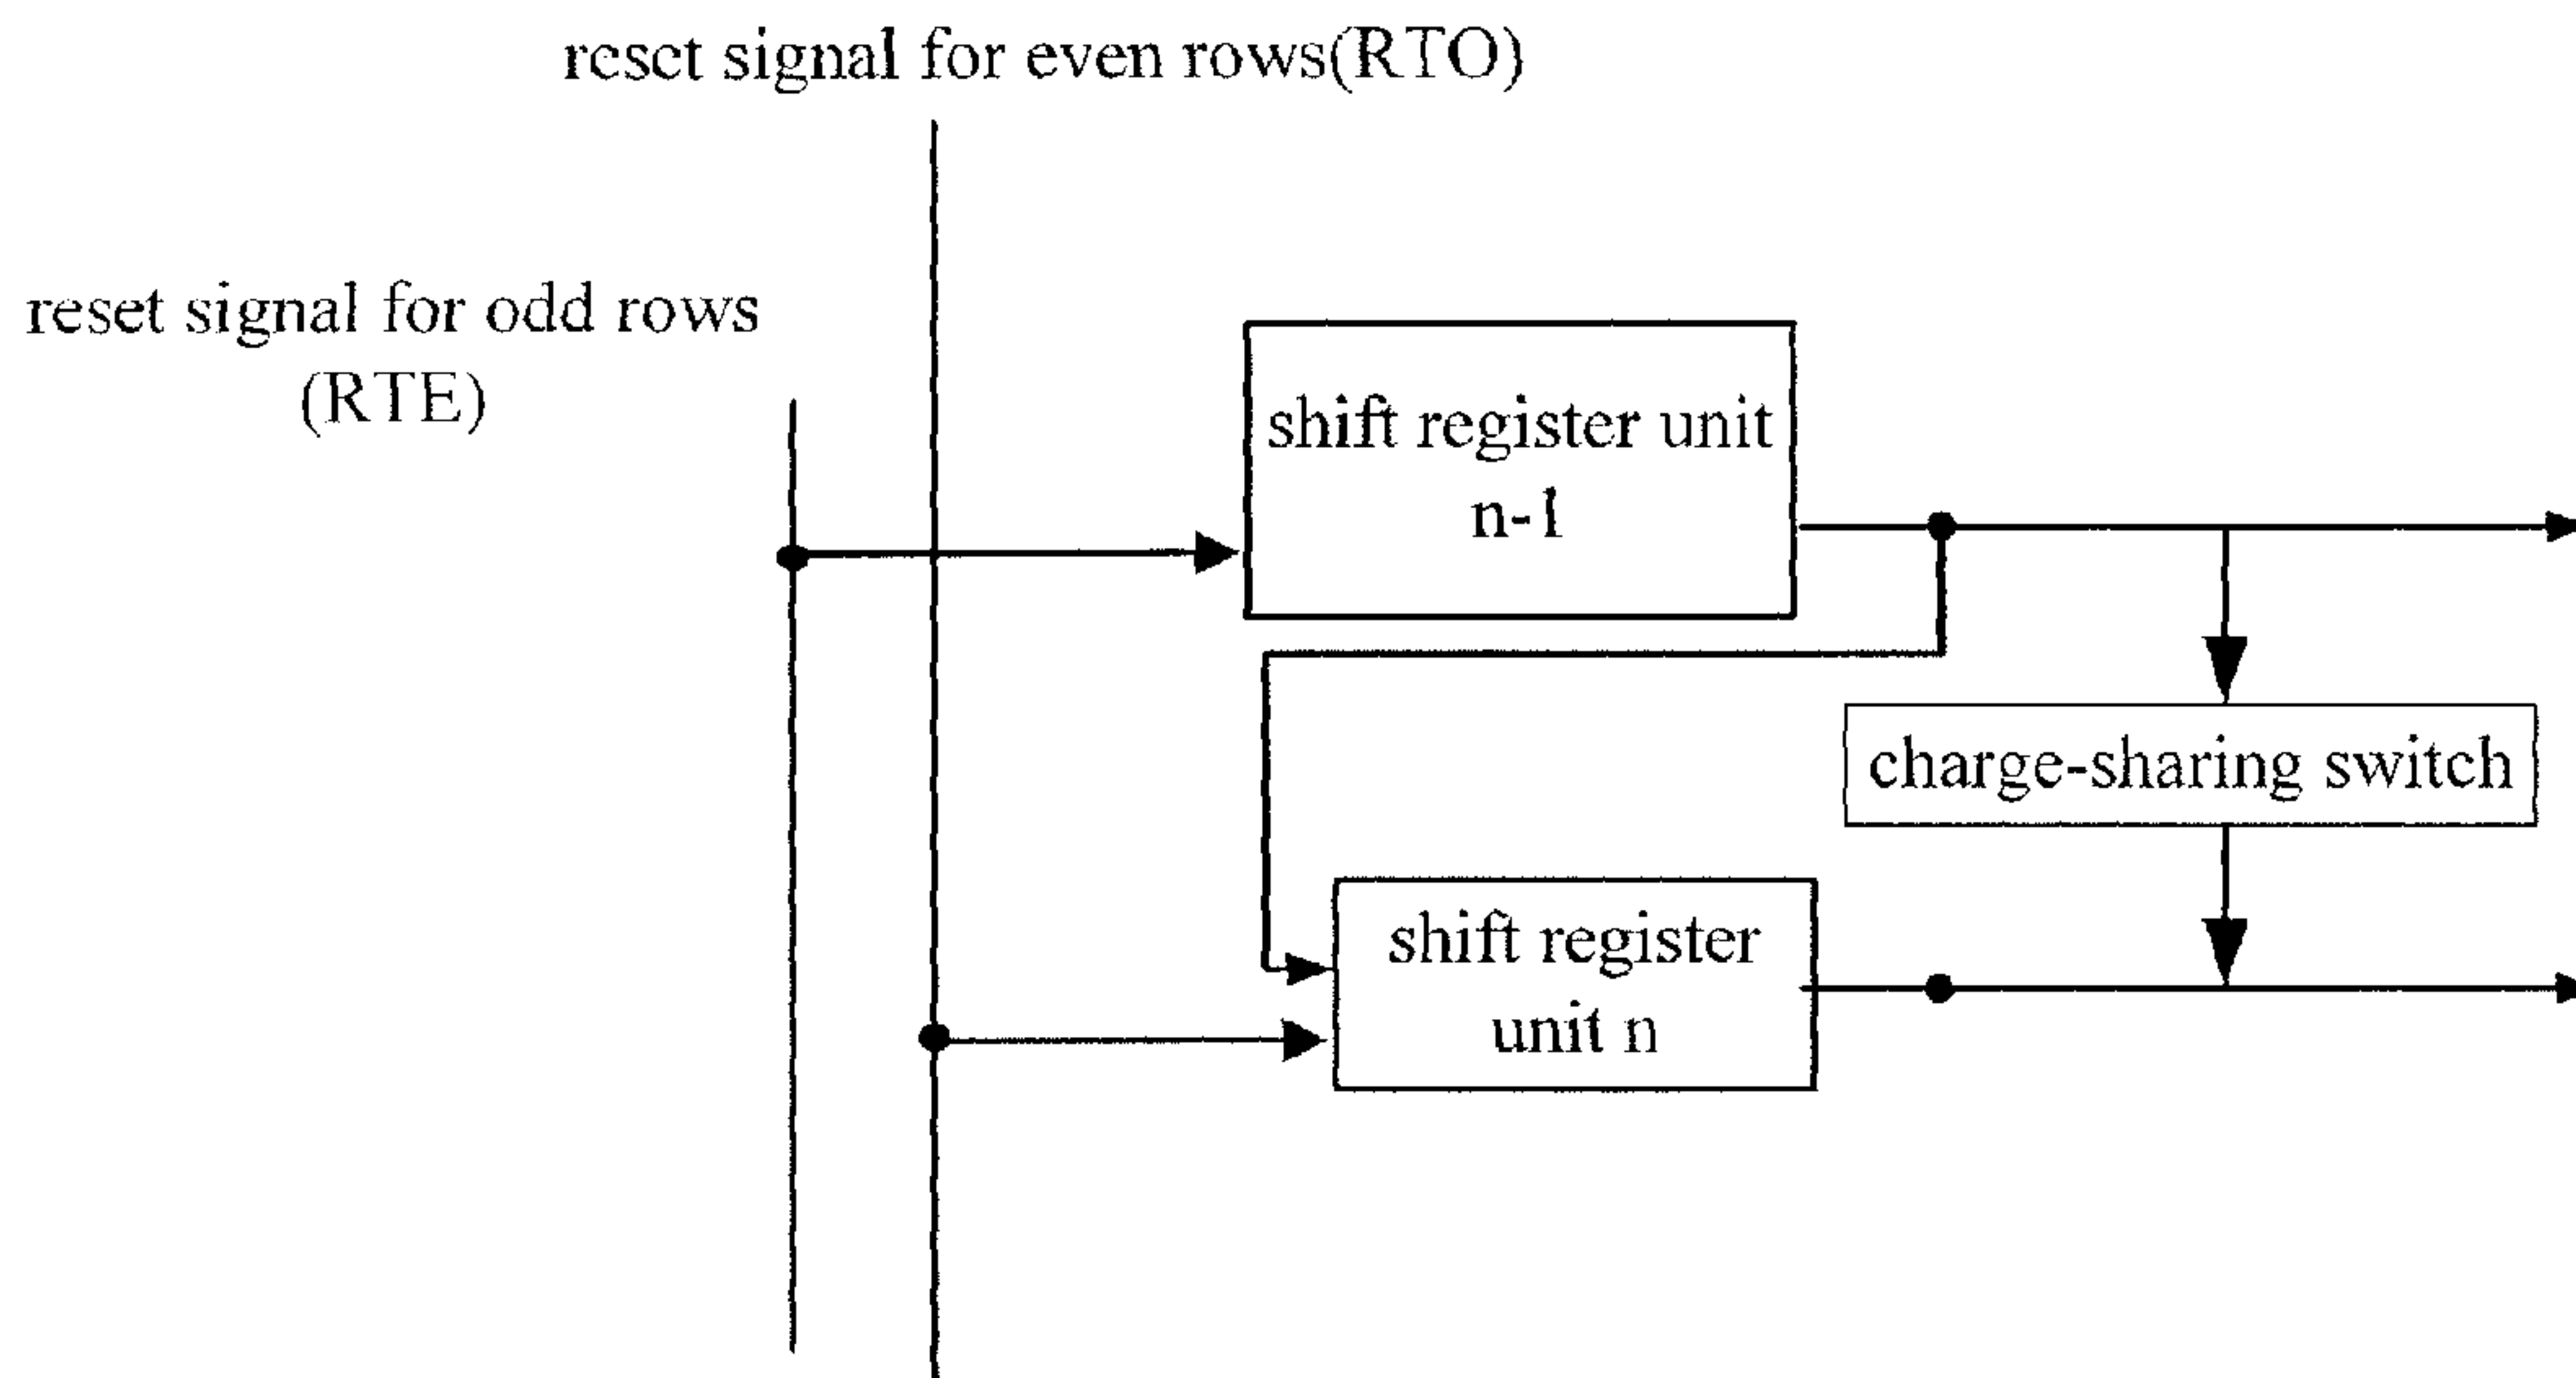 reset signal for even rows(RTO)
reset signal for odd rows
(RTE)
shift register unit
n-1
charge-sharing switch
shift register
unit n